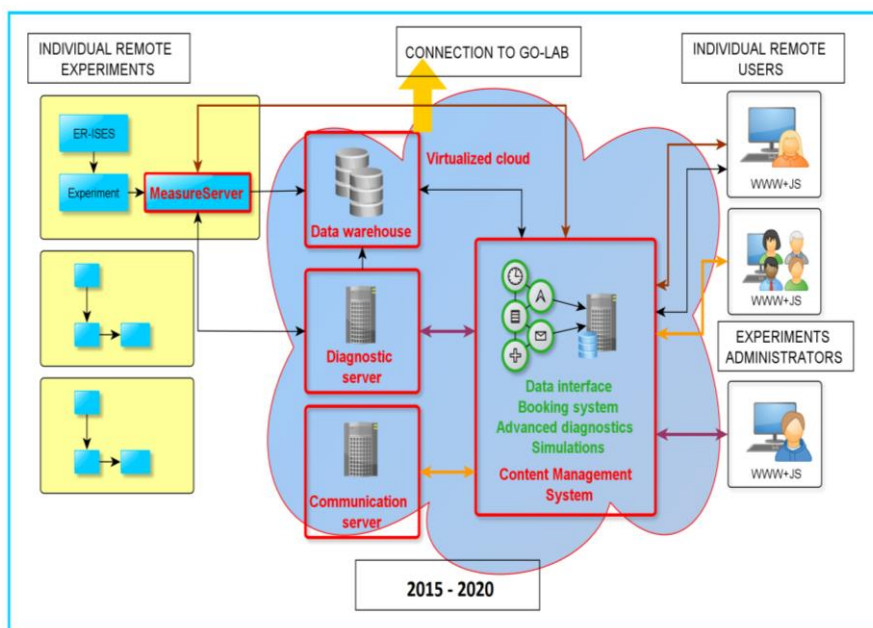 INDIVIDUAL REMOTE
EXPERIMENTS
CONNECTION TO GO-LAB
INDIVIDUAL REMOTE
USERS
ER-ISES
Experiment
MeasureServer
Virtualized cloud
Data warehouse
WWW+JS
WWW+JS
Diagnostic
server
EXPERIMENTS
ADMINISTRATORS
Data interface
Booking system
Advanced diagnostics
Simulations
Content Management
System
Communication
server
WWW+JS
2015 - 2020